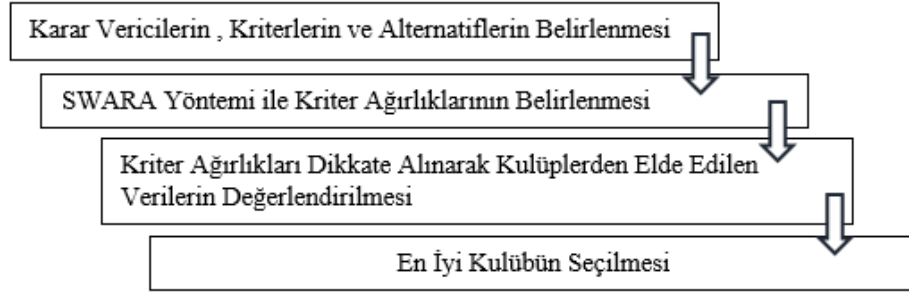 Karar Vericilerin , Kriterlerin ve Alternatiflerin Belirlenmesi
SWARA Yöntemi ile Kriter Ağırlıklarının Belirlenmesi
Kriter Ağırlıkları Dikkate Alınarak Kulüplerden Elde Edilen
Verilerin Değerlendirilmesi
En İyi Kulübün Seçilmesi